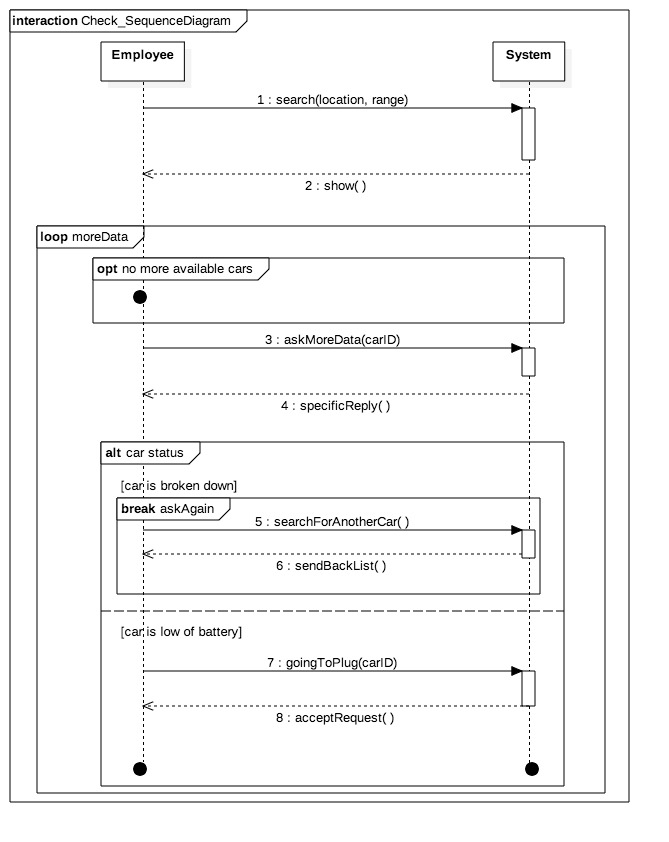 interaction Check_SequenceDiagram
Employee
System
1 : search(location, range)
2 : show( )
loop moreData
opt no more available cars
3 : askMoreData(carID)
4 : specificReply( )
alt car status
[car is broken down]
break askAgain
5 : searchForAnotherCar( )
6 : sendBackList( )
[car is low of battery]
7 : goingToPlug(carID)
8 : acceptRequest( )